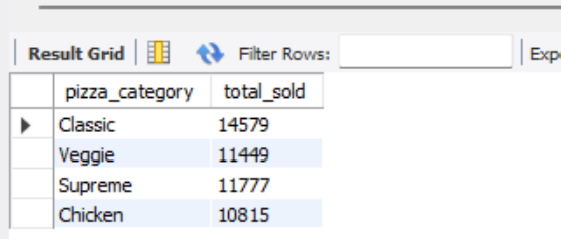 Result Grid Filter Rows: Expo
pizza_category total_sold
Classic 14579
Veggie 11449
Supreme 11777
Chicken 10815